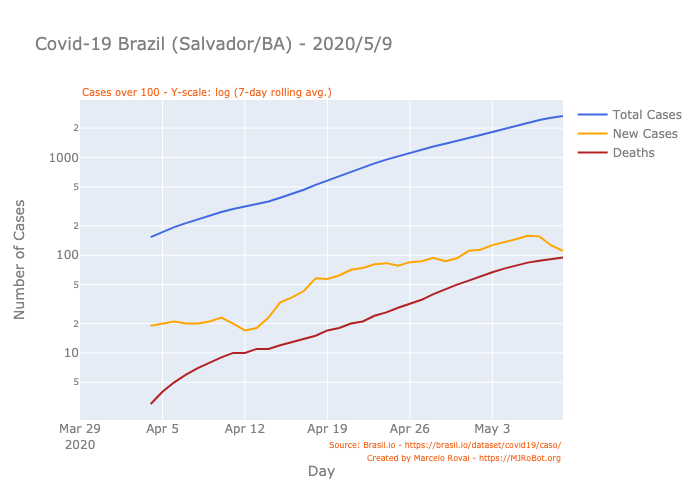 Covid-19 Brazil (Salvador/BA) - 2020/5/9
Cases over 100 - Y-scale: log (7-day rolling avg.)
Total Cases
New Cases
Deaths
Number of Cases
2
1000
5
2
100
5
2
10
5
Mar 29
2020
Apr 5
Apr 12
Apr 19
Apr 26
May 3
Source: Brasil.io - https://brasil.io/dataset/covid19/caso/
Created by Marcelo Rovai - https://MJRoBot.org
Day